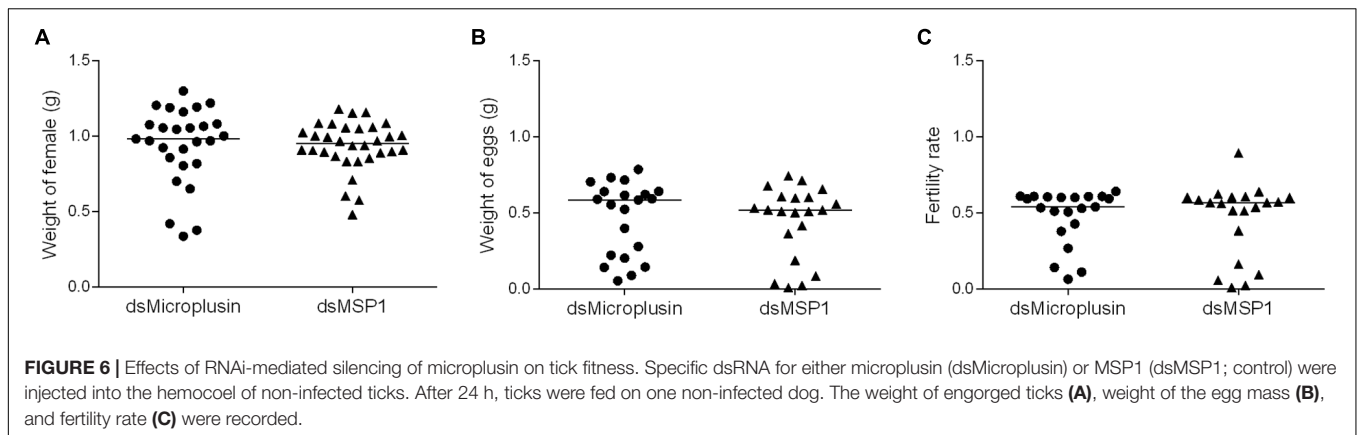 A
B
C
Weight of female (g)
1.5
1.0
0.5
0.0
dsMicroplusin
dsMSP1
Weight of eggs (g)
1.5
1.0
0.5
0.0
dsMicroplusin
dsMSP1
Fertility rate
1.5
1.0
0.5
0.0
dsMicroplusin
dsMSP1
FIGURE 6 | Effects of RNAi-mediated silencing of microplusin on tick fitness. Specific dsRNA for either microplusin (dsMicroplusin) or MSP1 (dsMSP1; control) were
injected into the hemocoel of non-infected ticks. After 24 h, ticks were fed on one non-infected dog. The weight of engorged ticks (A), weight of the egg mass (B),
and fertility rate (C) were recorded.